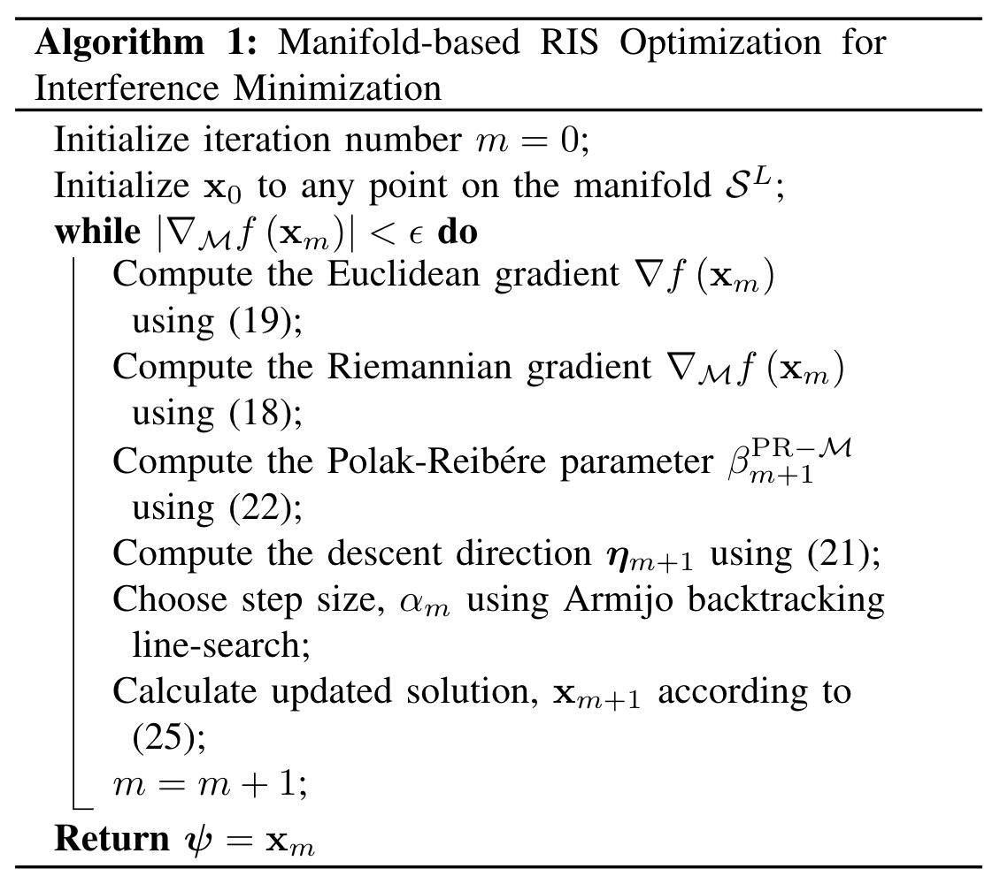 Algorithm 1: Manifold-based RIS Optimization for
Interference Minimization
Initialize iteration number m = 0;
Initialize x_0 to any point on the manifold 𝒮^L;
while |∇_ℳ f (x_m)| < ϵ do
Compute the Euclidean gradient ∇f (x_m)
using (19);
Compute the Riemannian gradient ∇_ℳ f (x_m)
using (18);
Compute the Polak-Reibére parameter β_{m+1}^{PR−ℳ}
using (22);
Compute the descent direction η_{m+1} using (21);
Choose step size, α_m using Armijo backtracking
line-search;
Calculate updated solution, x_{m+1} according to
(25);
m = m + 1;
Return ψ = x_m